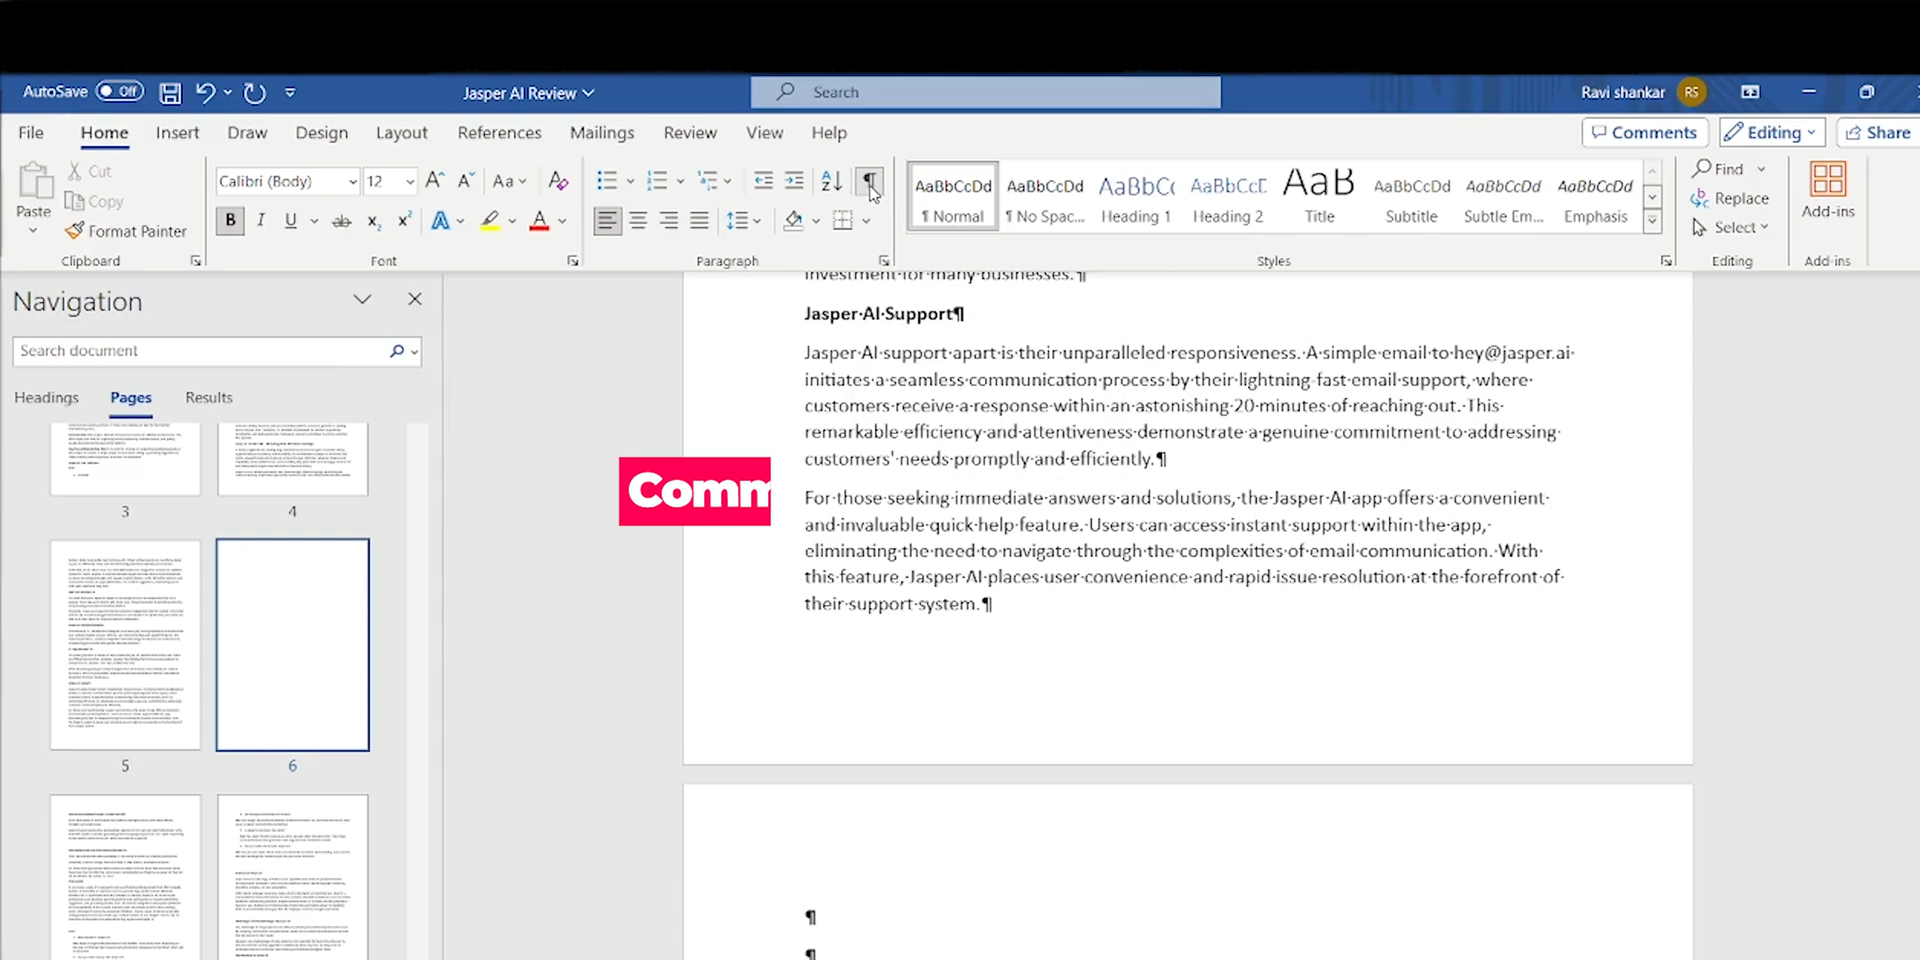 AutoSave Off
Jasper AI Review
Search
Ravi shankar RS
File Home Insert Draw Design Layout References Mailings Review View Help
Comments Editing Share
Paste
Cut
Copy
Format Painter
Clipboard
Calibri (Body) 12
Font
Paragraph
AaBbCcDd AaBbCcDd AaBbCc AaBbCcD AaB AaBbCcDd AaBbCcDd AaBbCcDd
¶ Normal ¶ No Spac... Heading 1 Heading 2 Title Subtitle Subtle Em... Emphasis
Styles
Find
Replace
Select
Editing
Add-ins
Add-ins
Navigation
Search document
Headings Pages Results
3 4
5 6
investment·for·many·businesses.¶
Jasper·AI·Support¶
Jasper·AI·support·apart·is·their·unparalleled·responsiveness.·A·simple·email·to·hey@jasper.ai·
initiates·a·seamless·communication·process·by·their·lightning-fast·email·support,·where·
customers·receive·a·response·within·an·astonishing·20·minutes·of·reaching·out.·This·
remarkable·efficiency·and·attentiveness·demonstrate·a·genuine·commitment·to·addressing·
customers'·needs·promptly·and·efficiently.¶
Comm
For·those·seeking·immediate·answers·and·solutions,·the·Jasper·AI·app·offers·a·convenient·
and·invaluable·quick·help·feature.·Users·can·access·instant·support·within·the·app,·
eliminating·the·need·to·navigate·through·the·complexities·of·email·communication.·With·
this·feature,·Jasper·AI·places·user·convenience·and·rapid·issue·resolution·at·the·forefront·of·
their·support·system.¶
¶
¶